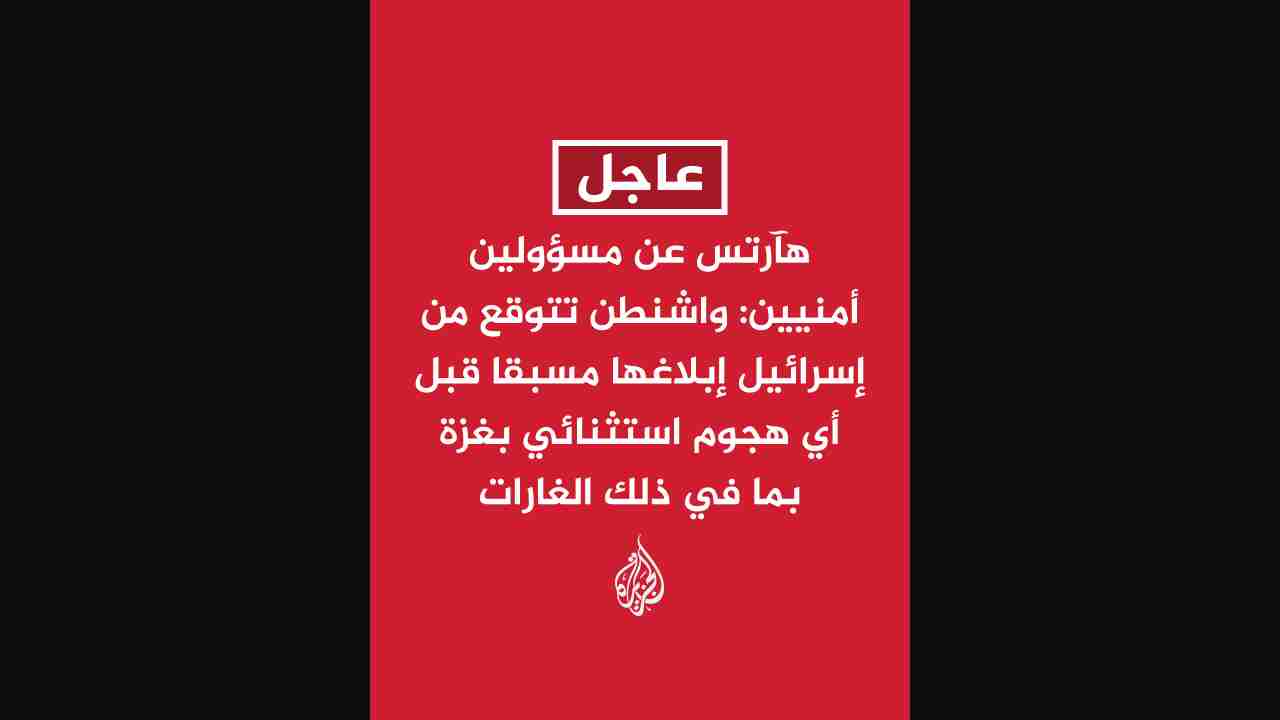 عاجل
هآرتس عن مسؤولين
أمنيين: واشنطن تتوقع من
إسرائيل إبلاغها مسبقا قبل
أي هجوم استثنائي بغزة
بما في ذلك الغارات
الجزيرة